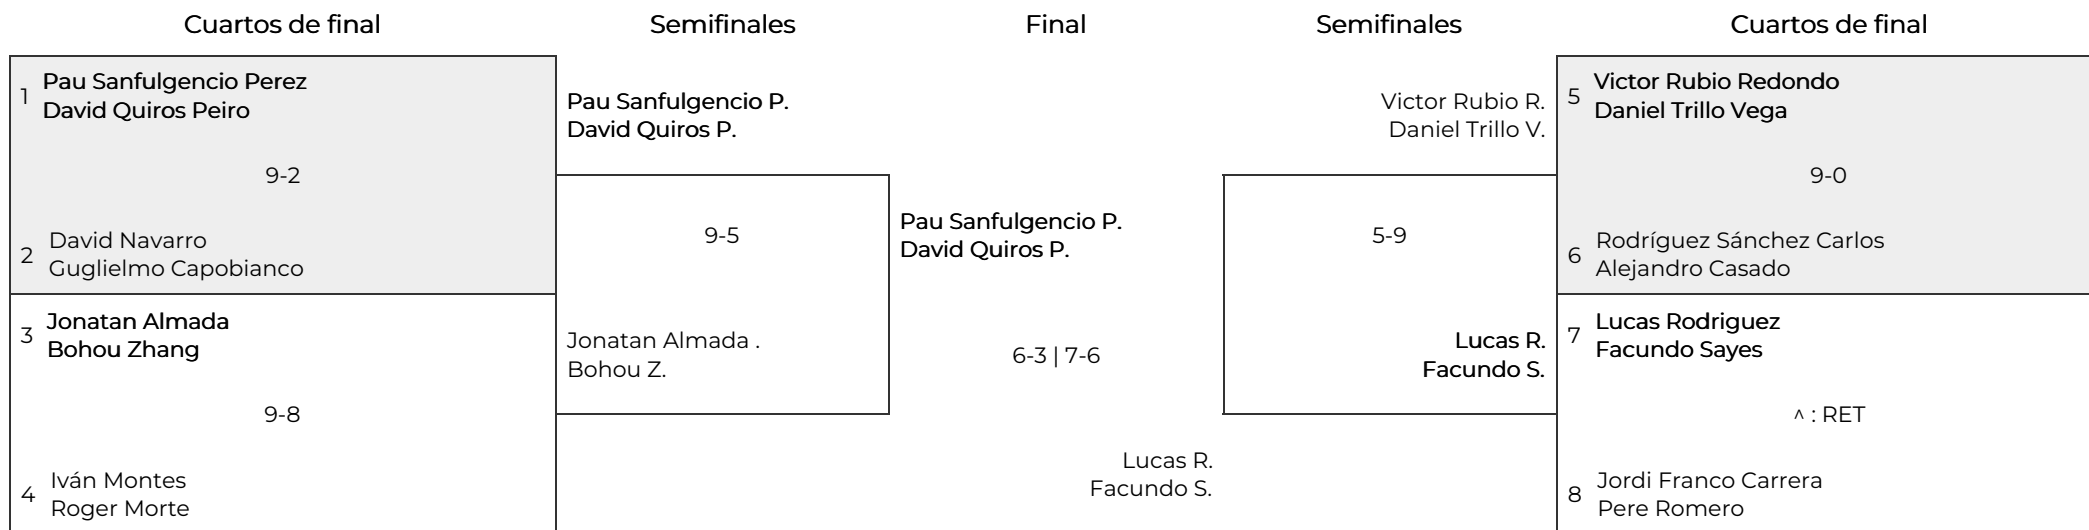 Cuartos de final
Semifinales
Final
Semifinales
Cuartos de final
1
Pau Sanfulgencio Perez
David Quiros Peiro
9-2
2
David Navarro
Guglielmo Capobianco
3
Jonatan Almada
Bohou Zhang
9-8
4
Iván Montes
Roger Morte
Pau Sanfulgencio P.
David Quiros P.
9-5
Jonatan Almada .
Bohou Z.
Pau Sanfulgencio P.
David Quiros P.
6-3 | 7-6
Lucas R.
Facundo S.
Victor Rubio R.
Daniel Trillo V.
5-9
Lucas R.
Facundo S.
5
Victor Rubio Redondo
Daniel Trillo Vega
9-0
6
Rodríguez Sánchez Carlos
Alejandro Casado
7
Lucas Rodriguez
Facundo Sayes
^ : RET
8
Jordi Franco Carrera
Pere Romero